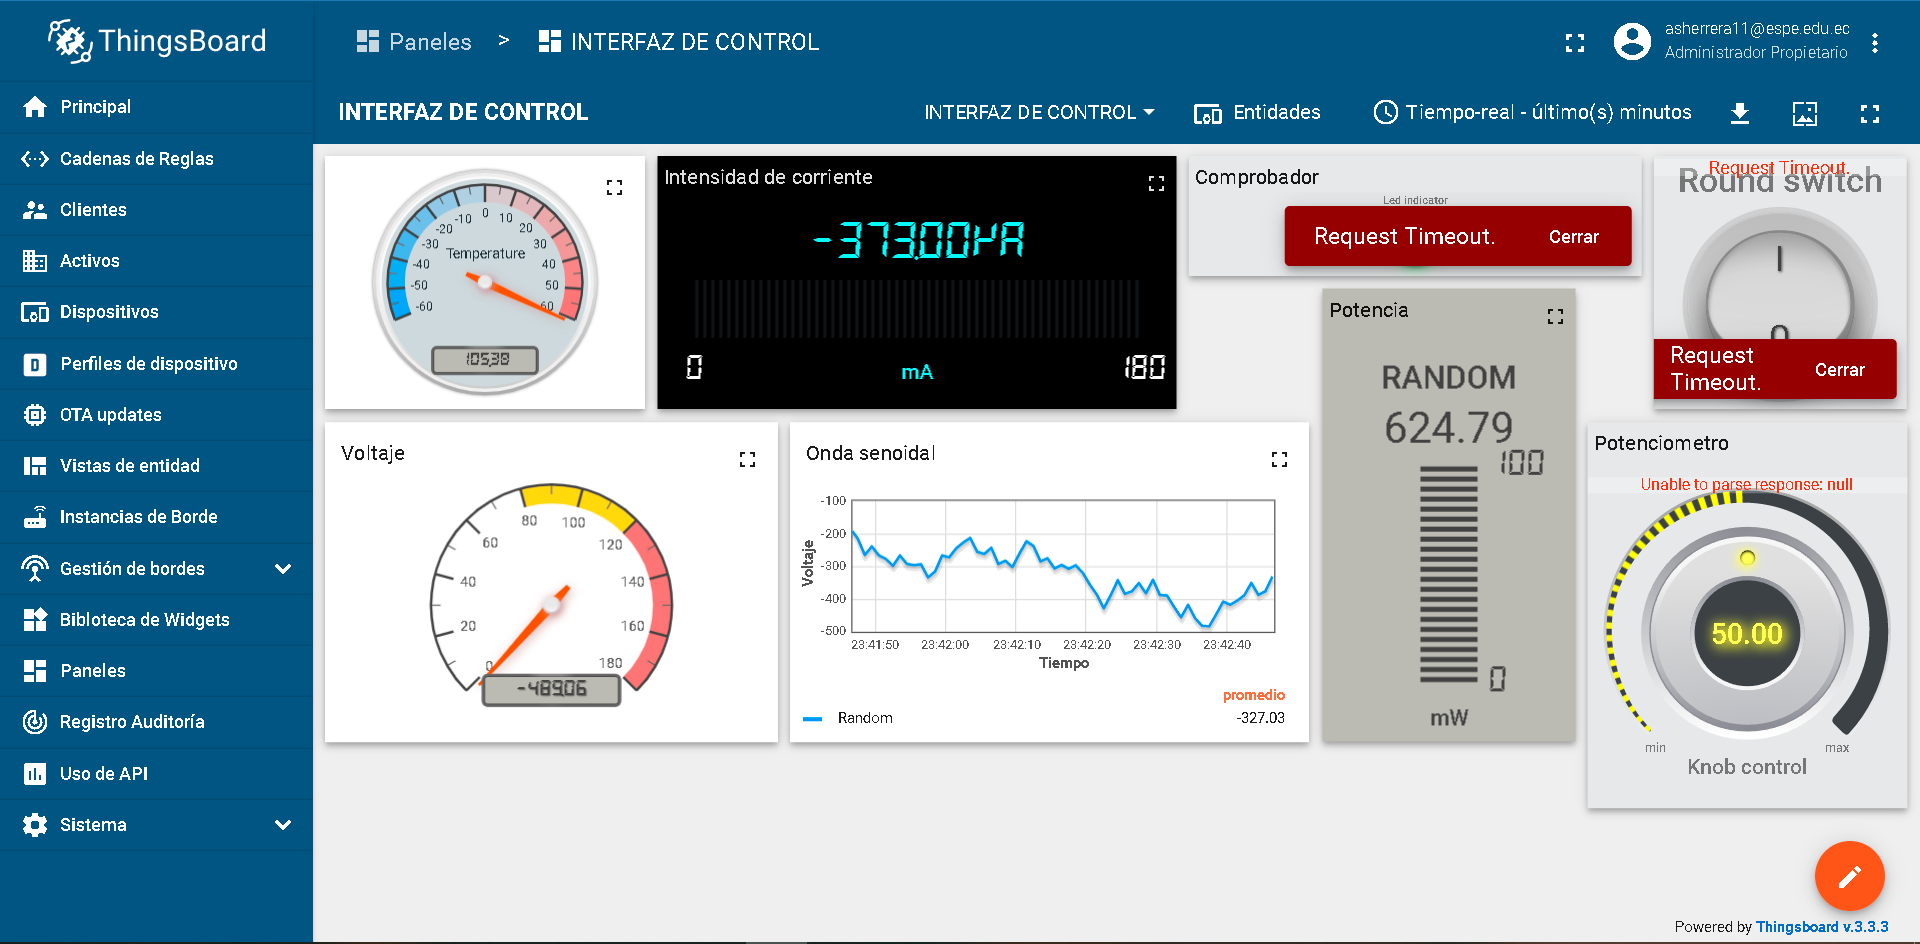 ThingsBoard
Paneles > INTERFAZ DE CONTROL
asherrera11@espe.edu.ec
Administrador Propietario
INTERFAZ DE CONTROL
INTERFAZ DE CONTROL
Entidades
Tiempo-real - último(s) minutos
Principal
Cadenas de Reglas
Clientes
Activos
Dispositivos
Perfiles de dispositivo
OTA updates
Vistas de entidad
Instancias de Borde
Gestión de bordes
Bibloteca de Widgets
Paneles
Registro Auditoría
Uso de API
Sistema
Temperature
-60 -50 -40 -30 -20 -10 0 10 20 30 40 50 60
105,38
Intensidad de corriente
-373.00µA
0 mA 180
Comprobador
Led indicator
Request Timeout. Cerrar
Request Timeout.
Round switch
Request
Timeout. Cerrar
Potencia
RANDOM
624.79
100
0
mW
Voltaje
0 20 40 60 80 100 120 140 160 180
-489.06
Onda senoidal
Voltaje
-100
-200
-300
-400
-500
23:41:50 23:42:00 23:42:10 23:42:20 23:42:30 23:42:40
Tiempo
promedio
Random -327.03
Potenciometro
Unable to parse response: null
50.00
min max
Knob control
Powered by Thingsboard v.3.3.3